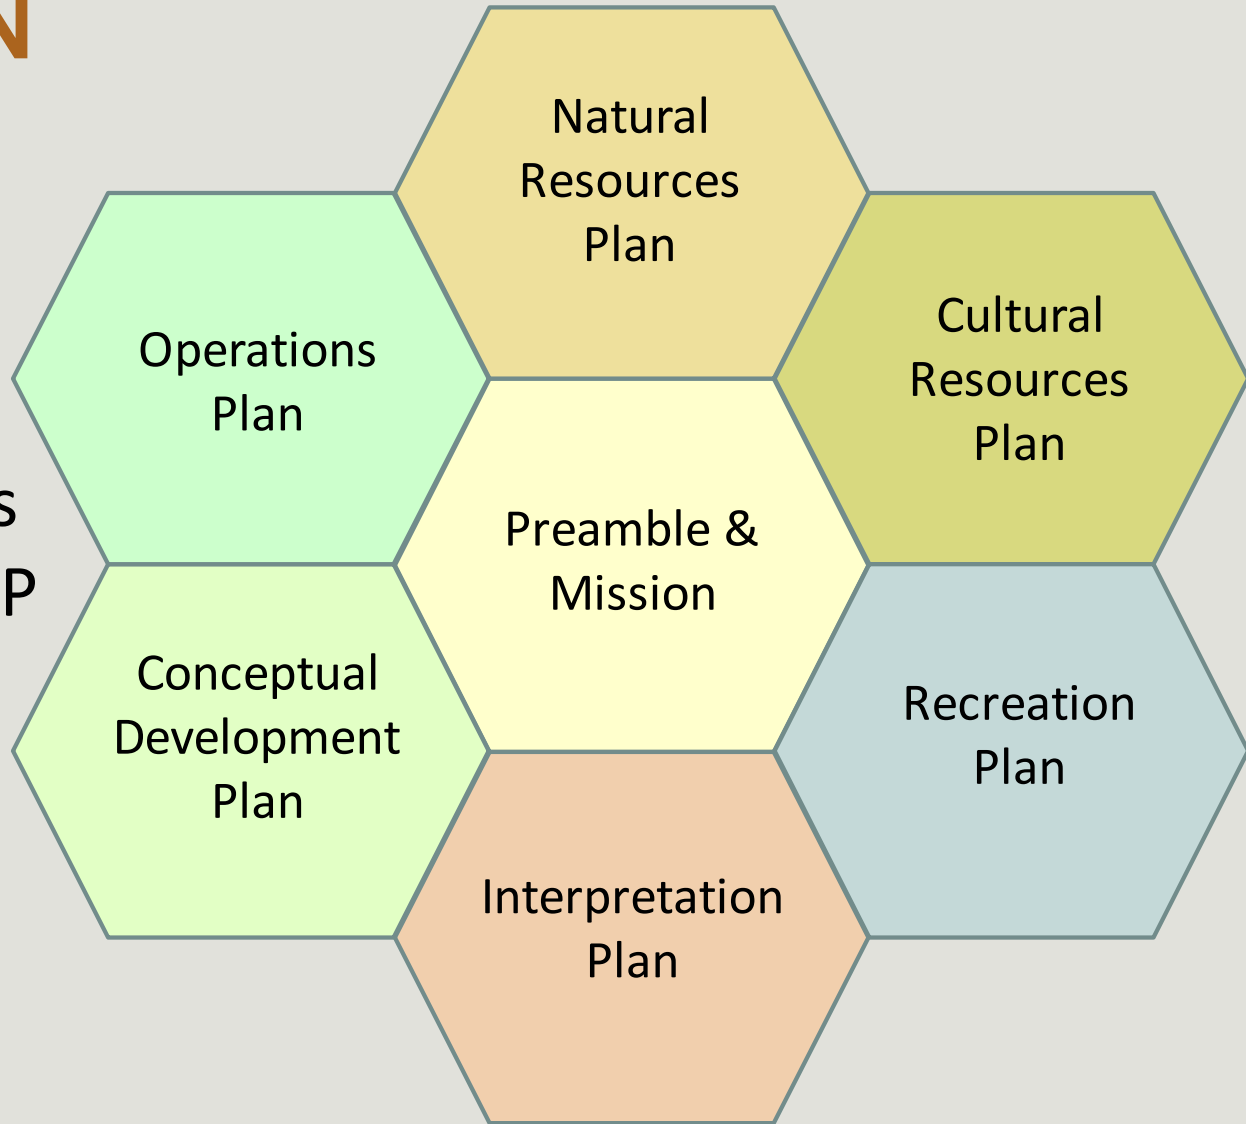 N
Natural
Resources
Plan
Operations
Plan
Cultural
Resources
Plan
s
P
Preamble &
Mission
Conceptual
Development
Plan
Recreation
Plan
Interpretation
Plan